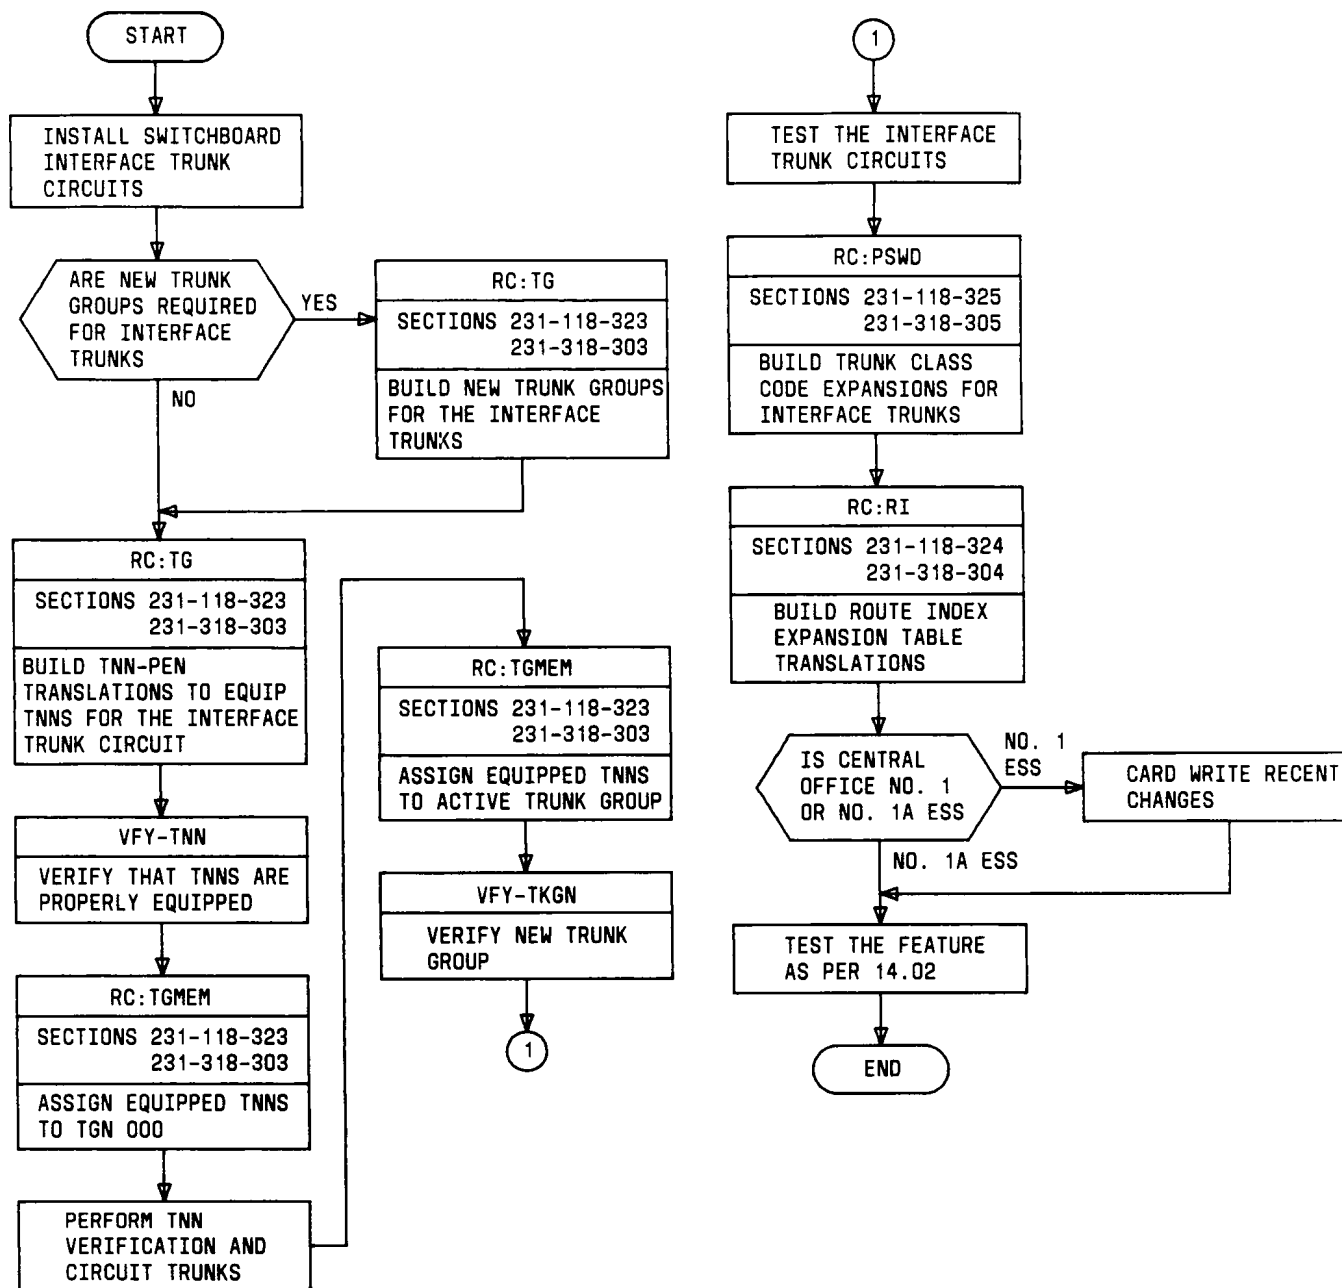 START
INSTALL SWITCHBOARD
INTERFACE TRUNK
CIRCUITS
ARE NEW TRUNK
GROUPS REQUIRED
FOR INTERFACE
TRUNKS
YES
NO
RC:TG
SECTIONS 231-118-323
231-318-303
BUILD NEW TRUNK GROUPS
FOR THE INTERFACE
TRUNKS
RC:TG
SECTIONS 231-118-323
231-318-303
BUILD TNN-PEN
TRANSLATIONS TO EQUIP
TNNS FOR THE INTERFACE
TRUNK CIRCUIT
VFY-TNN
VERIFY THAT TNNS ARE
PROPERLY EQUIPPED
RC:TGMEM
SECTIONS 231-118-323
231-318-303
ASSIGN EQUIPPED TNNS
TO TGN 000
PERFORM TNN
VERIFICATION AND
CIRCUIT TRUNKS
RC:TGMEM
SECTIONS 231-118-323
231-318-303
ASSIGN EQUIPPED TNNS
TO ACTIVE TRUNK GROUP
VFY-TKGN
VERIFY NEW TRUNK
GROUP
1
1
TEST THE INTERFACE
TRUNK CIRCUITS
RC:PSWD
SECTIONS 231-118-325
231-318-305
BUILD TRUNK CLASS
CODE EXPANSIONS FOR
INTERFACE TRUNKS
RC:RI
SECTIONS 231-118-324
231-318-304
BUILD ROUTE INDEX
EXPANSION TABLE
TRANSLATIONS
IS CENTRAL
OFFICE NO. 1
OR NO. 1A ESS
NO. 1
ESS
CARD WRITE RECENT
CHANGES
NO. 1A ESS
TEST THE FEATURE
AS PER 14.02
END